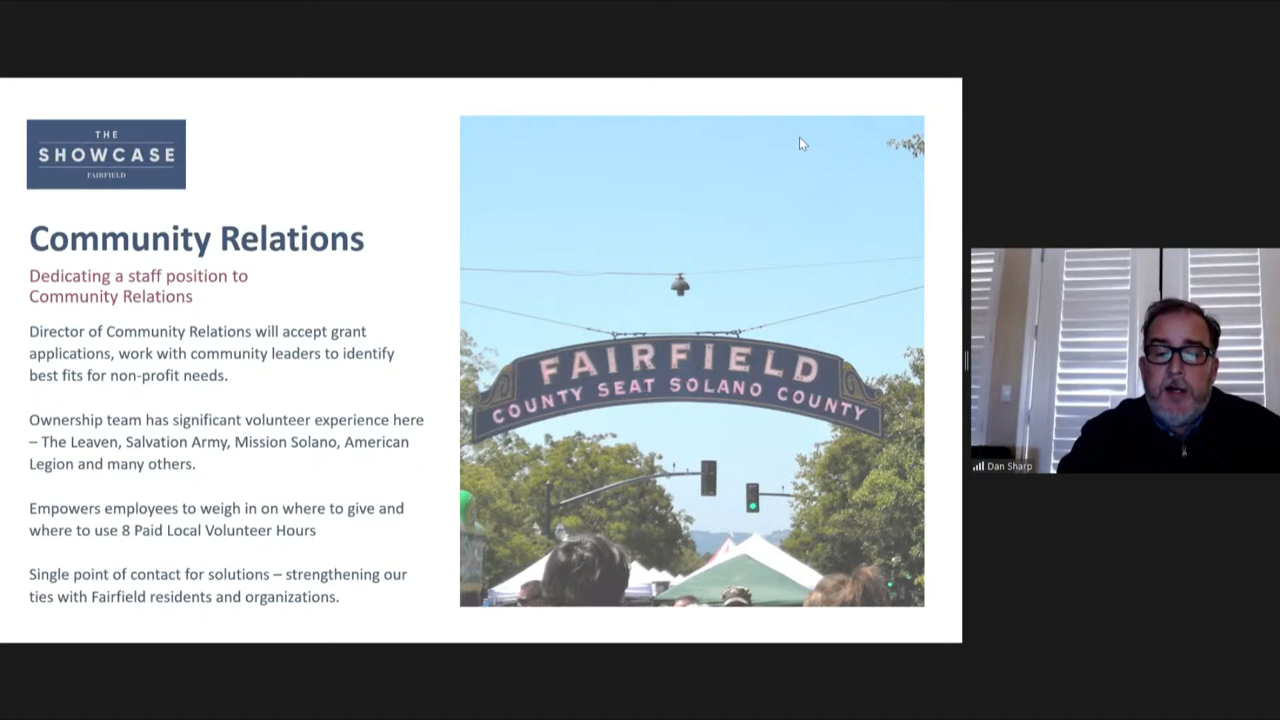 THE
SHOWCASE
FAIRFIELD
Community Relations
Dedicating a staff position to
Community Relations
Director of Community Relations will accept grant
applications, work with community leaders to identify
best fits for non-profit needs.
Ownership team has significant volunteer experience here
– The Leaven, Salvation Army, Mission Solano, American
Legion and many others.
Empowers employees to weigh in on where to give and
where to use 8 Paid Local Volunteer Hours
Single point of contact for solutions – strengthening our
ties with Fairfield residents and organizations.
FAIRFIELD
COUNTY SEAT SOLANO COUNTY
Dan Sharp